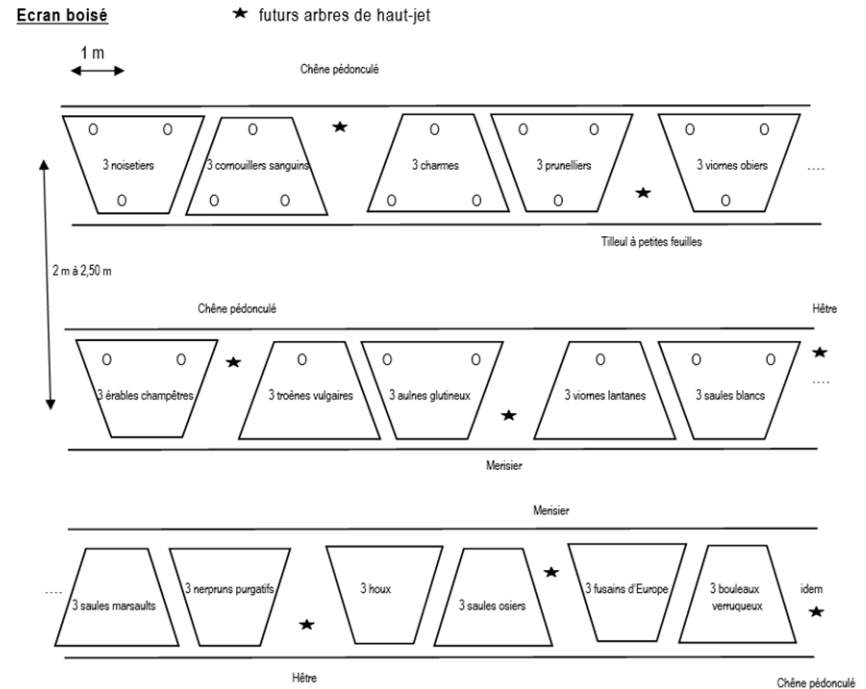 Ecran boisé
★ futurs arbres de haut-jet
1 m
Chêne pédonculé
3 noisetiers
3 cornouillers sanguins
3 charmes
3 prunelliers
3 viornes obiers
....
Tilleul à petites feuilles
2 m à 2,50 m
Chêne pédonculé
Hêtre
3 érables champêtres
3 troènes vulgaires
3 aulnes glutineux
3 viornes lantanes
3 saules blancs
....
Merisier
Merisier
....
3 saules marsaults
3 nerpruns purgatifs
3 houx
3 saules osiers
3 fusains d'Europe
3 bouleaux
verruqueux
idem
Hêtre
Chêne pédonculé